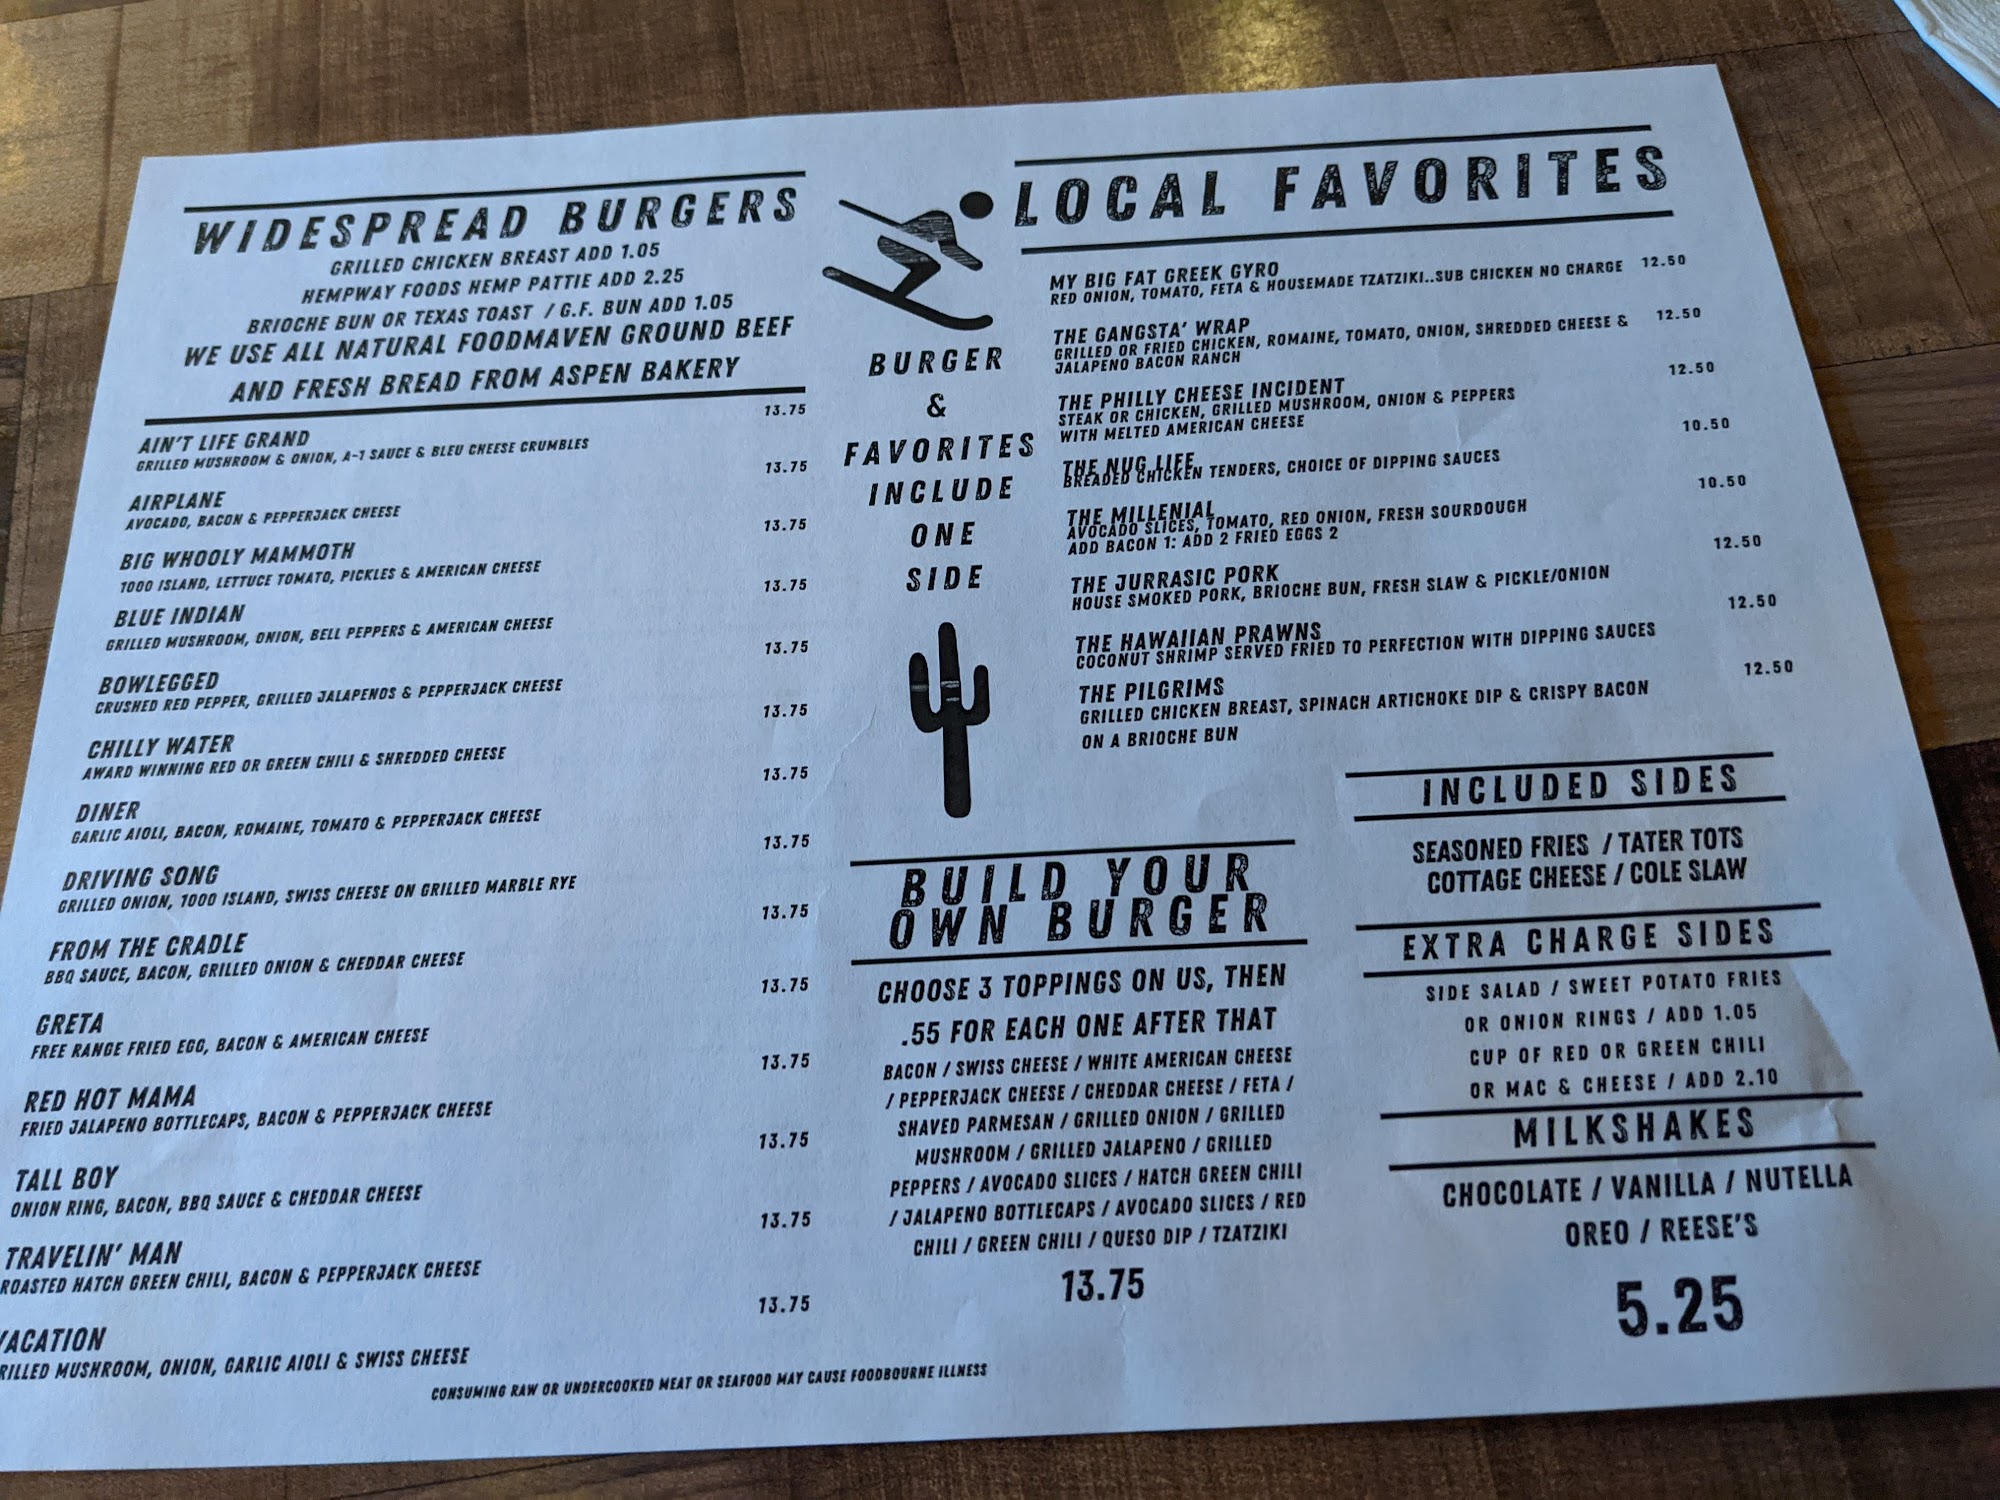 WIDESPREAD BURGERS
GRILLED CHICKEN BREAST ADD 1.05
HEMPWAY FOODS HEMP PATTIE ADD 2.25
BRIOCHE BUN OR TEXAS TOAST / G.F. BUN ADD 1.05
WE USE ALL NATURAL FOODMAVEN GROUND BEEF
AND FRESH BREAD FROM ASPEN BAKERY
13.75
AIN'T LIFE GRAND
GRILLED MUSHROOM & ONION, A-1 SAUCE & BLEU CHEESE CRUMBLES
13.75
AIRPLANE
AVOCADO, BACON & PEPPERJACK CHEESE
13.75
BIG WHOOLY MAMMOTH
1000 ISLAND, LETTUCE TOMATO, PICKLES & AMERICAN CHEESE
13.75
BLUE INDIAN
GRILLED MUSHROOM, ONION, BELL PEPPERS & AMERICAN CHEESE
13.75
BOWLEGGED
CRUSHED RED PEPPER, GRILLED JALAPENOS & PEPPERJACK CHEESE
13.75
CHILLY WATER
AWARD WINNING RED OR GREEN CHILI & SHREDDED CHEESE
13.75
DINER
GARLIC AIOLI, BACON, ROMAINE, TOMATO & PEPPERJACK CHEESE
13.75
DRIVING SONG
GRILLED ONION, 1000 ISLAND, SWISS CHEESE ON GRILLED MARBLE RYE
13.75
FROM THE CRADLE
BBQ SAUCE, BACON, GRILLED ONION & CHEDDAR CHEESE
13.75
GRETA
FREE RANGE FRIED EGG, BACON & AMERICAN CHEESE
13.75
RED HOT MAMA
FRIED JALAPENO BOTTLECAPS, BACON & PEPPERJACK CHEESE
13.75
TALL BOY
ONION RING, BACON, BBQ SAUCE & CHEDDAR CHEESE
13.75
TRAVELIN' MAN
ROASTED HATCH GREEN CHILI, BACON & PEPPERJACK CHEESE
13.75
VACATION
RILLED MUSHROOM, ONION, GARLIC AIOLI & SWISS CHEESE
CONSUMING RAW OR UNDERCOOKED MEAT OR SEAFOOD MAY CAUSE FOODBOURNE ILLNESS
BURGER
&
FAVORITES
INCLUDE
ONE
SIDE
LOCAL FAVORITES
MY BIG FAT GREEK GYRO 12.50
RED ONION, TOMATO, FETA & HOUSEMADE TZATZIKI..SUB CHICKEN NO CHARGE
THE GANGSTA' WRAP 12.50
GRILLED OR FRIED CHICKEN, ROMAINE, TOMATO, ONION, SHREDDED CHEESE &
JALAPENO BACON RANCH
THE PHILLY CHEESE INCIDENT 12.50
STEAK OR CHICKEN, GRILLED MUSHROOM, ONION & PEPPERS
WITH MELTED AMERICAN CHEESE
THE NUG LIFE 10.50
BREADED CHICKEN TENDERS, CHOICE OF DIPPING SAUCES
THE MILLENIAL 10.50
AVOCADO SLICES, TOMATO, RED ONION, FRESH SOURDOUGH
ADD BACON 1: ADD 2 FRIED EGGS 2
THE JURRASIC PORK 12.50
HOUSE SMOKED PORK, BRIOCHE BUN, FRESH SLAW & PICKLE/ONION
THE HAWAIIAN PRAWNS 12.50
COCONUT SHRIMP SERVED FRIED TO PERFECTION WITH DIPPING SAUCES
THE PILGRIMS 12.50
GRILLED CHICKEN BREAST, SPINACH ARTICHOKE DIP & CRISPY BACON
ON A BRIOCHE BUN
BUILD YOUR
OWN BURGER
CHOOSE 3 TOPPINGS ON US, THEN
.55 FOR EACH ONE AFTER THAT
BACON / SWISS CHEESE / WHITE AMERICAN CHEESE
/ PEPPERJACK CHEESE / CHEDDAR CHEESE / FETA /
SHAVED PARMESAN / GRILLED ONION / GRILLED
MUSHROOM / GRILLED JALAPENO / GRILLED
PEPPERS / AVOCADO SLICES / HATCH GREEN CHILI
/ JALAPENO BOTTLECAPS / AVOCADO SLICES / RED
CHILI / GREEN CHILI / QUESO DIP / TZATZIKI
13.75
INCLUDED SIDES
SEASONED FRIES / TATER TOTS
COTTAGE CHEESE / COLE SLAW
EXTRA CHARGE SIDES
SIDE SALAD / SWEET POTATO FRIES
OR ONION RINGS / ADD 1.05
CUP OF RED OR GREEN CHILI
OR MAC & CHEESE / ADD 2.10
MILKSHAKES
CHOCOLATE / VANILLA / NUTELLA
OREO / REESE'S
5.25